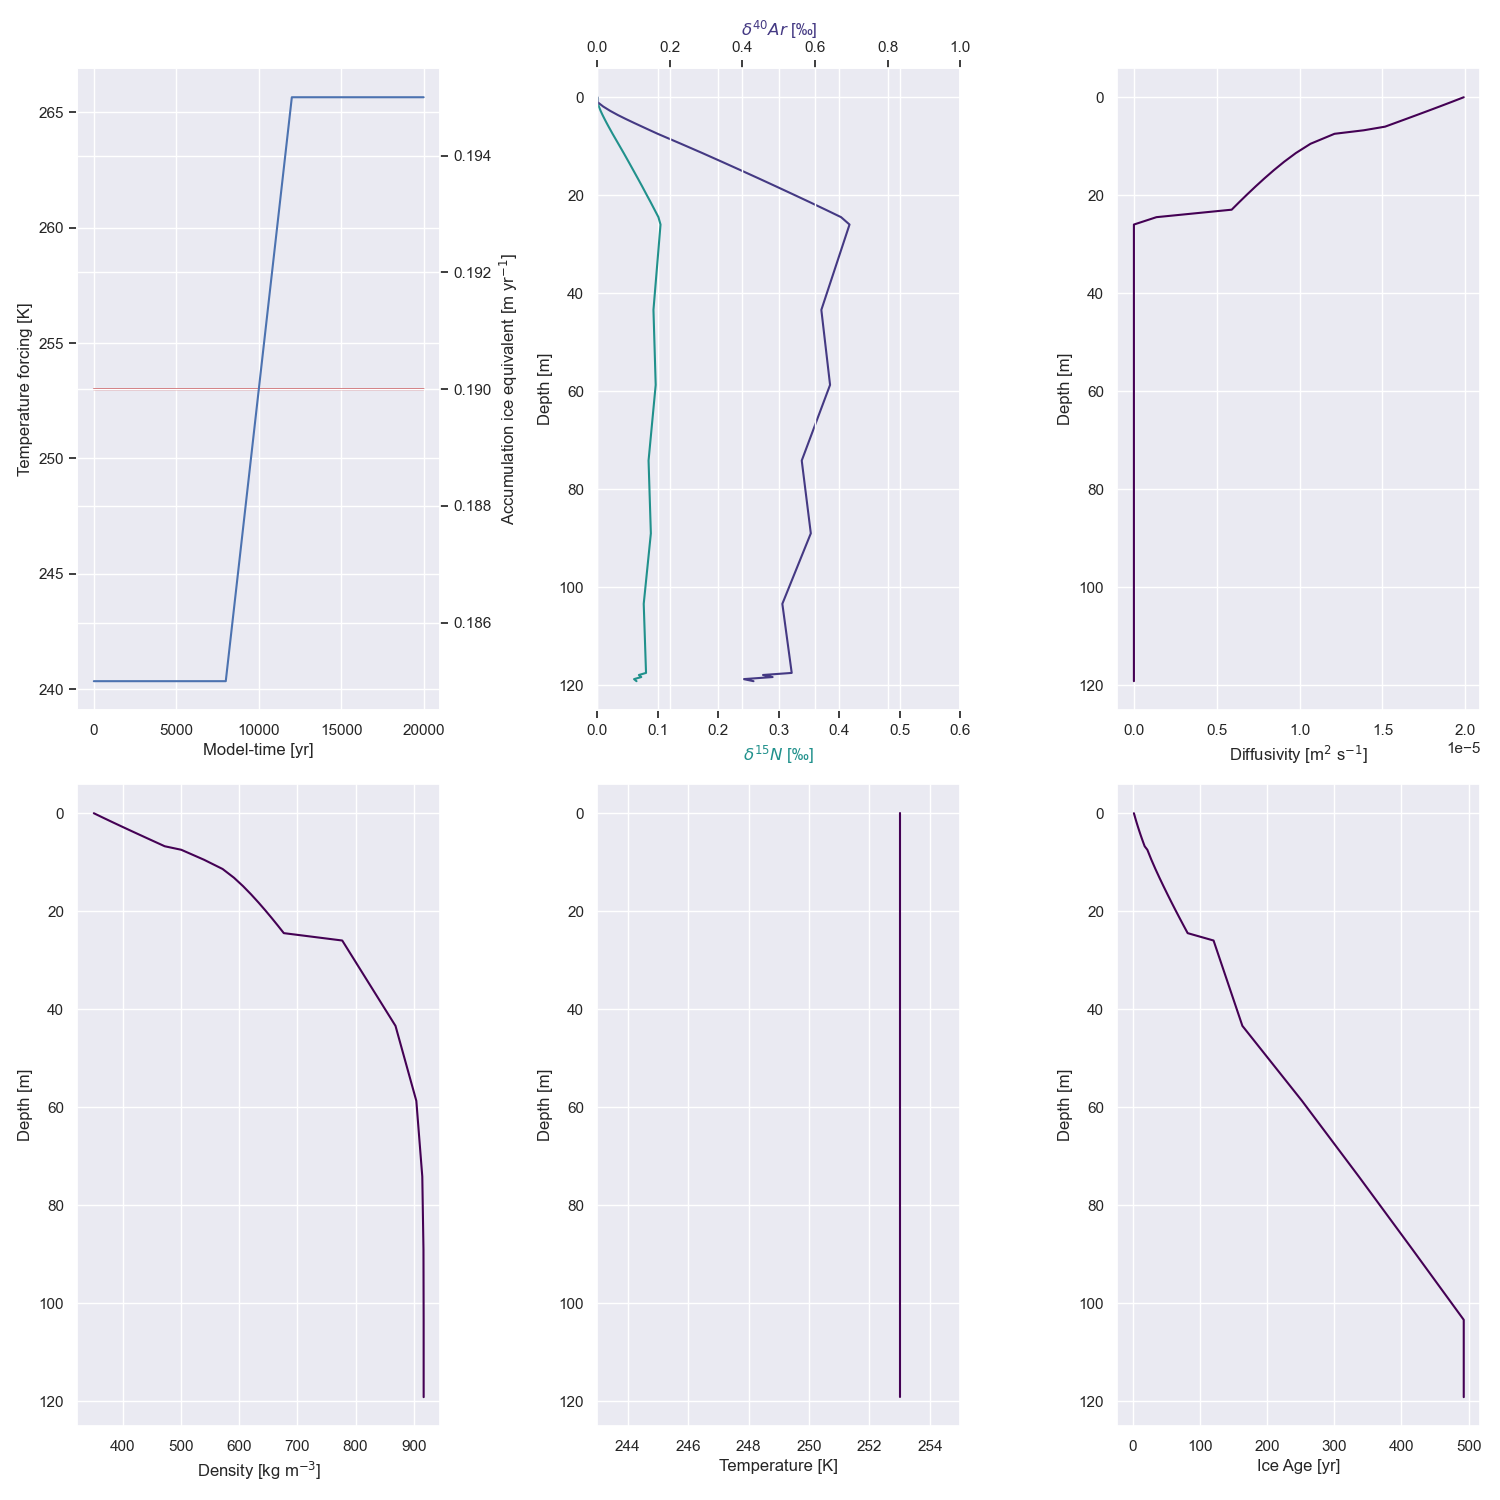 δ⁴⁰Ar [‰]
0.0 0.2 0.4 0.6 0.8 1.0
265
260
255
250
245
240
Temperature forcing [K]
0.194
0.192
0.190
0.188
0.186
Accumulation ice equivalent [m yr⁻¹]
0 5000 10000 15000 20000
Model-time [yr]
0
20
40
60
80
100
120
Depth [m]
0.0 0.1 0.2 0.3 0.4 0.5 0.6
δ¹⁵N [‰]
0
20
40
60
80
100
120
Depth [m]
0.0 0.5 1.0 1.5 2.0
1e−5
Diffusivity [m² s⁻¹]
0
20
40
60
80
100
120
Depth [m]
400 500 600 700 800 900
Density [kg m⁻³]
0
20
40
60
80
100
120
Depth [m]
244 246 248 250 252 254
Temperature [K]
0
20
40
60
80
100
120
Depth [m]
0 100 200 300 400 500
Ice Age [yr]